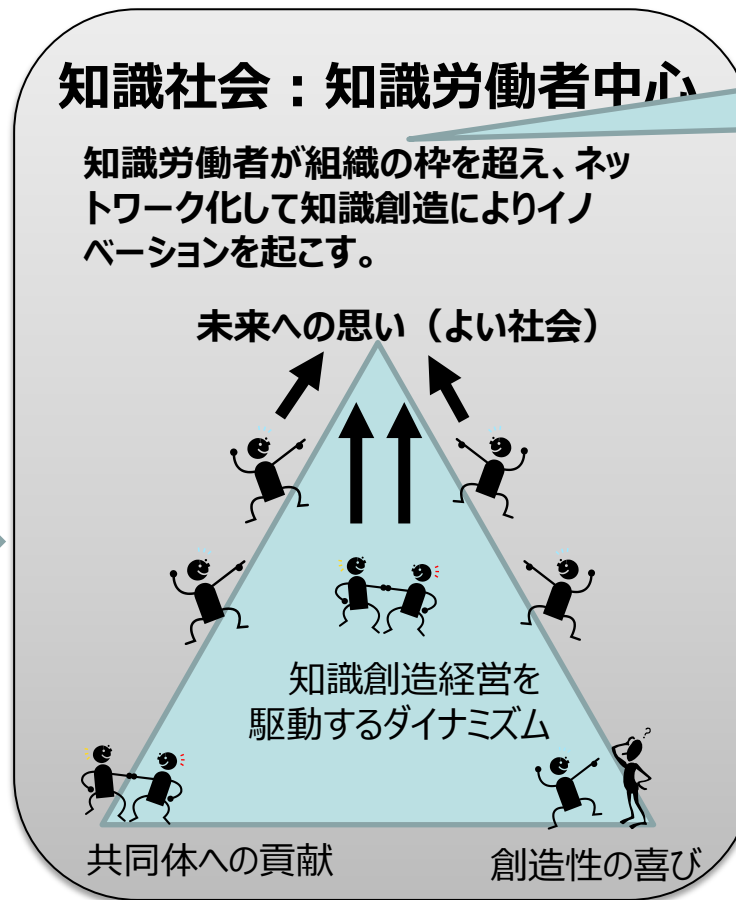 知識社会：知識労働者中心
知識労働者が組織の枠を超え、ネッ
トワーク化して知識創造によりイノ
ベーションを起こす。
未来への思い（よい社会）
知識創造経営を
駆動するダイナミズム
?
共同体への貢献
創造性の喜び